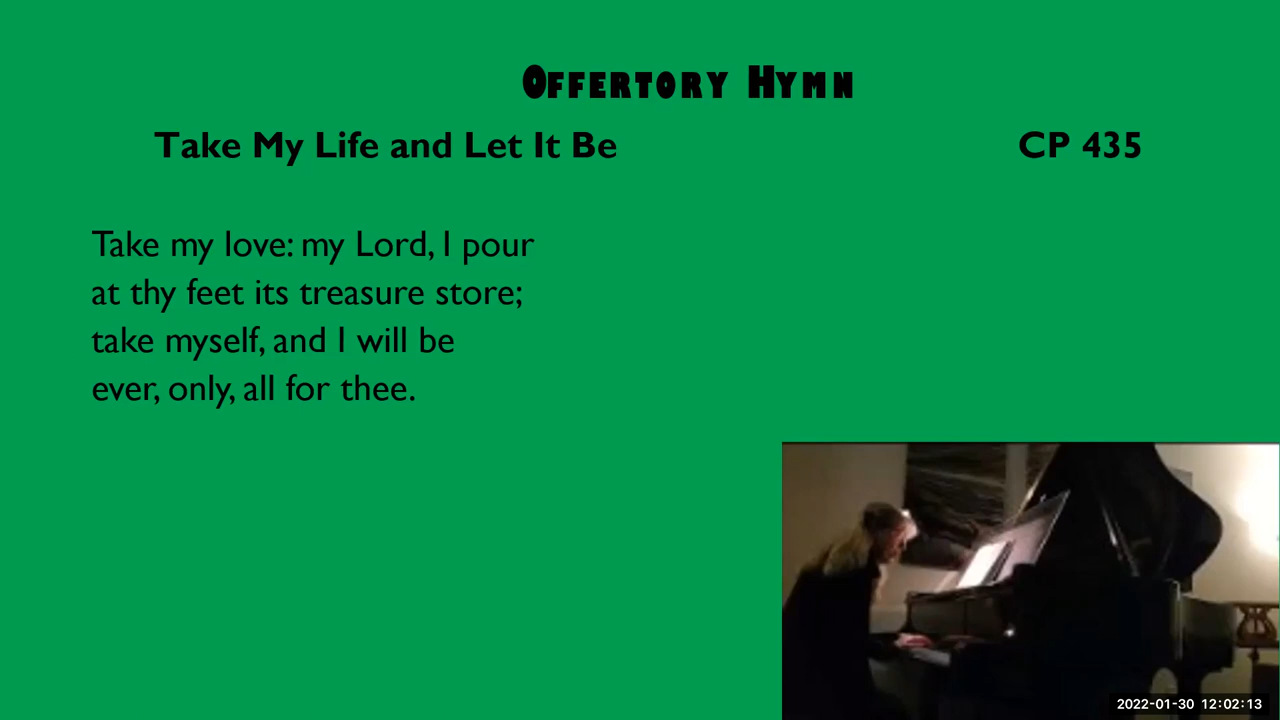 Offertory Hymn
Take My Life and Let It Be CP 435
Take my love: my Lord, I pour
at thy feet its treasure store;
take myself, and I will be
ever, only, all for thee.
2022-01-30 12:02:13